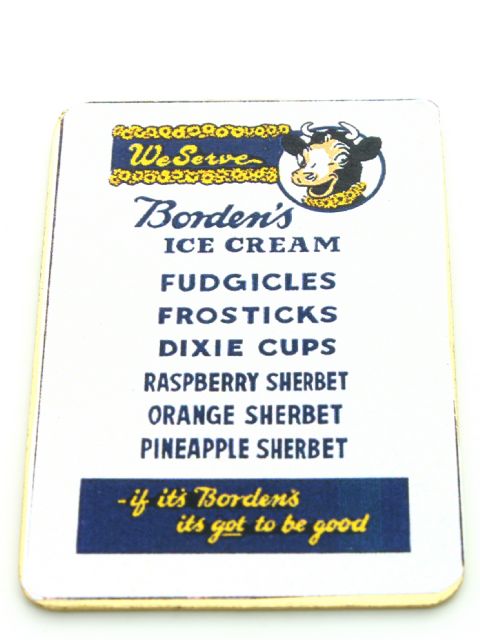 We Serve
Borden's
ICE CREAM
FUDGICLES
FROSTICKS
DIXIE CUPS
RASPBERRY SHERBET
ORANGE SHERBET
PINEAPPLE SHERBET
-if it's Borden's
its got to be good